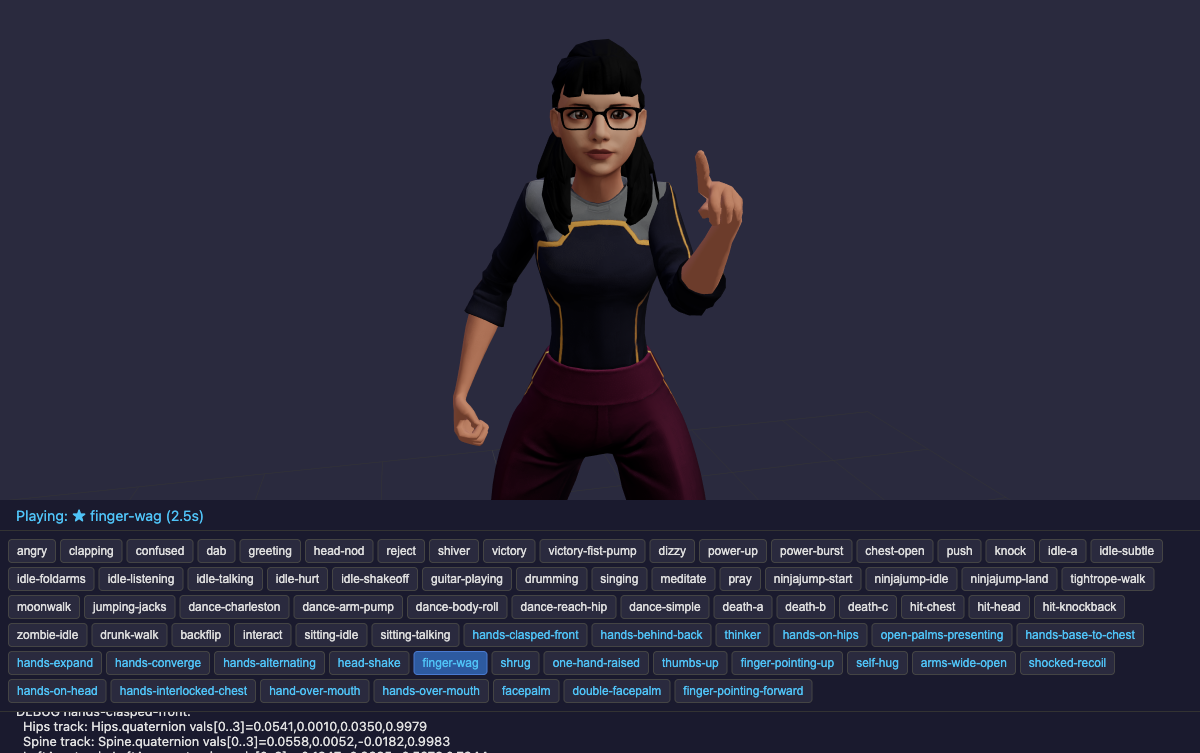 Playing: ★ finger-wag (2.5s)
angry clapping confused dab greeting head-nod reject shiver victory victory-fist-pump dizzy power-up power-burst chest-open push knock idle-a idle-subtle
idle-foldarms idle-listening idle-talking idle-hurt idle-shakeoff guitar-playing drumming singing meditate pray ninjajump-start ninjajump-idle ninjajump-land tightrope-walk
moonwalk jumping-jacks dance-charleston dance-arm-pump dance-body-roll dance-reach-hip dance-simple death-a death-b death-c hit-chest hit-head hit-knockback
zombie-idle drunk-walk backflip interact sitting-idle sitting-talking hands-clasped-front hands-behind-back thinker hands-on-hips open-palms-presenting hands-base-to-chest
hands-expand hands-converge hands-alternating head-shake finger-wag shrug one-hand-raised thumbs-up finger-pointing-up self-hug arms-wide-open shocked-recoil
hands-on-head hands-interlocked-chest hand-over-mouth hands-over-mouth facepalm double-facepalm finger-pointing-forward
DEBUG hands-clasped-front:
Hips track: Hips.quaternion vals[0..3]=0.0541,0.0010,0.0350,0.9979
Spine track: Spine.quaternion vals[0..3]=0.0558,0.0052,-0.0182,0.9983